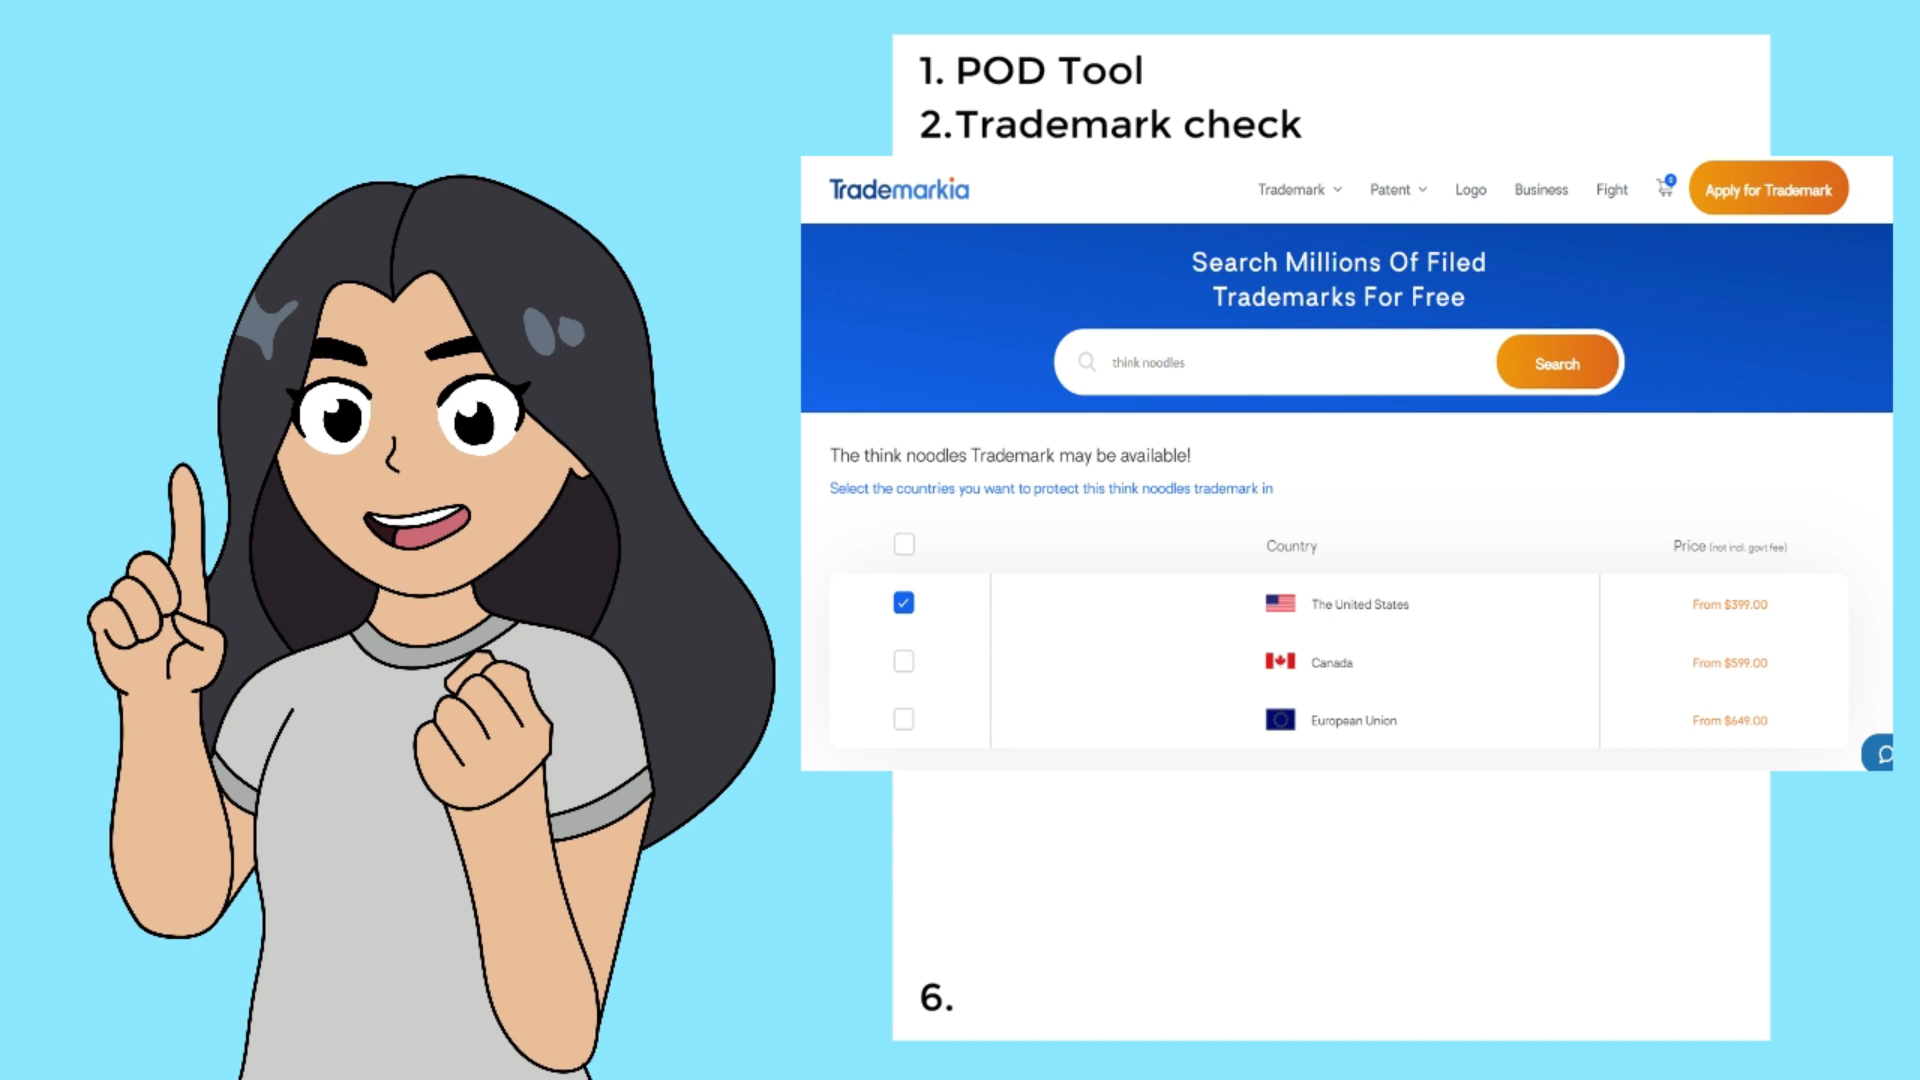 1. POD Tool
2.Trademark check
Trademarkia
Trademark Patent Logo Business Fight 0 Apply for Trademark
Search Millions Of Filed
Trademarks For Free
think noodles Search
The think noodles Trademark may be available!
Select the countries you want to protect this think noodles trademark in
Country Price (not incl. govt fee)
The United States From $399.00
Canada From $599.00
European Union From $649.00
6.